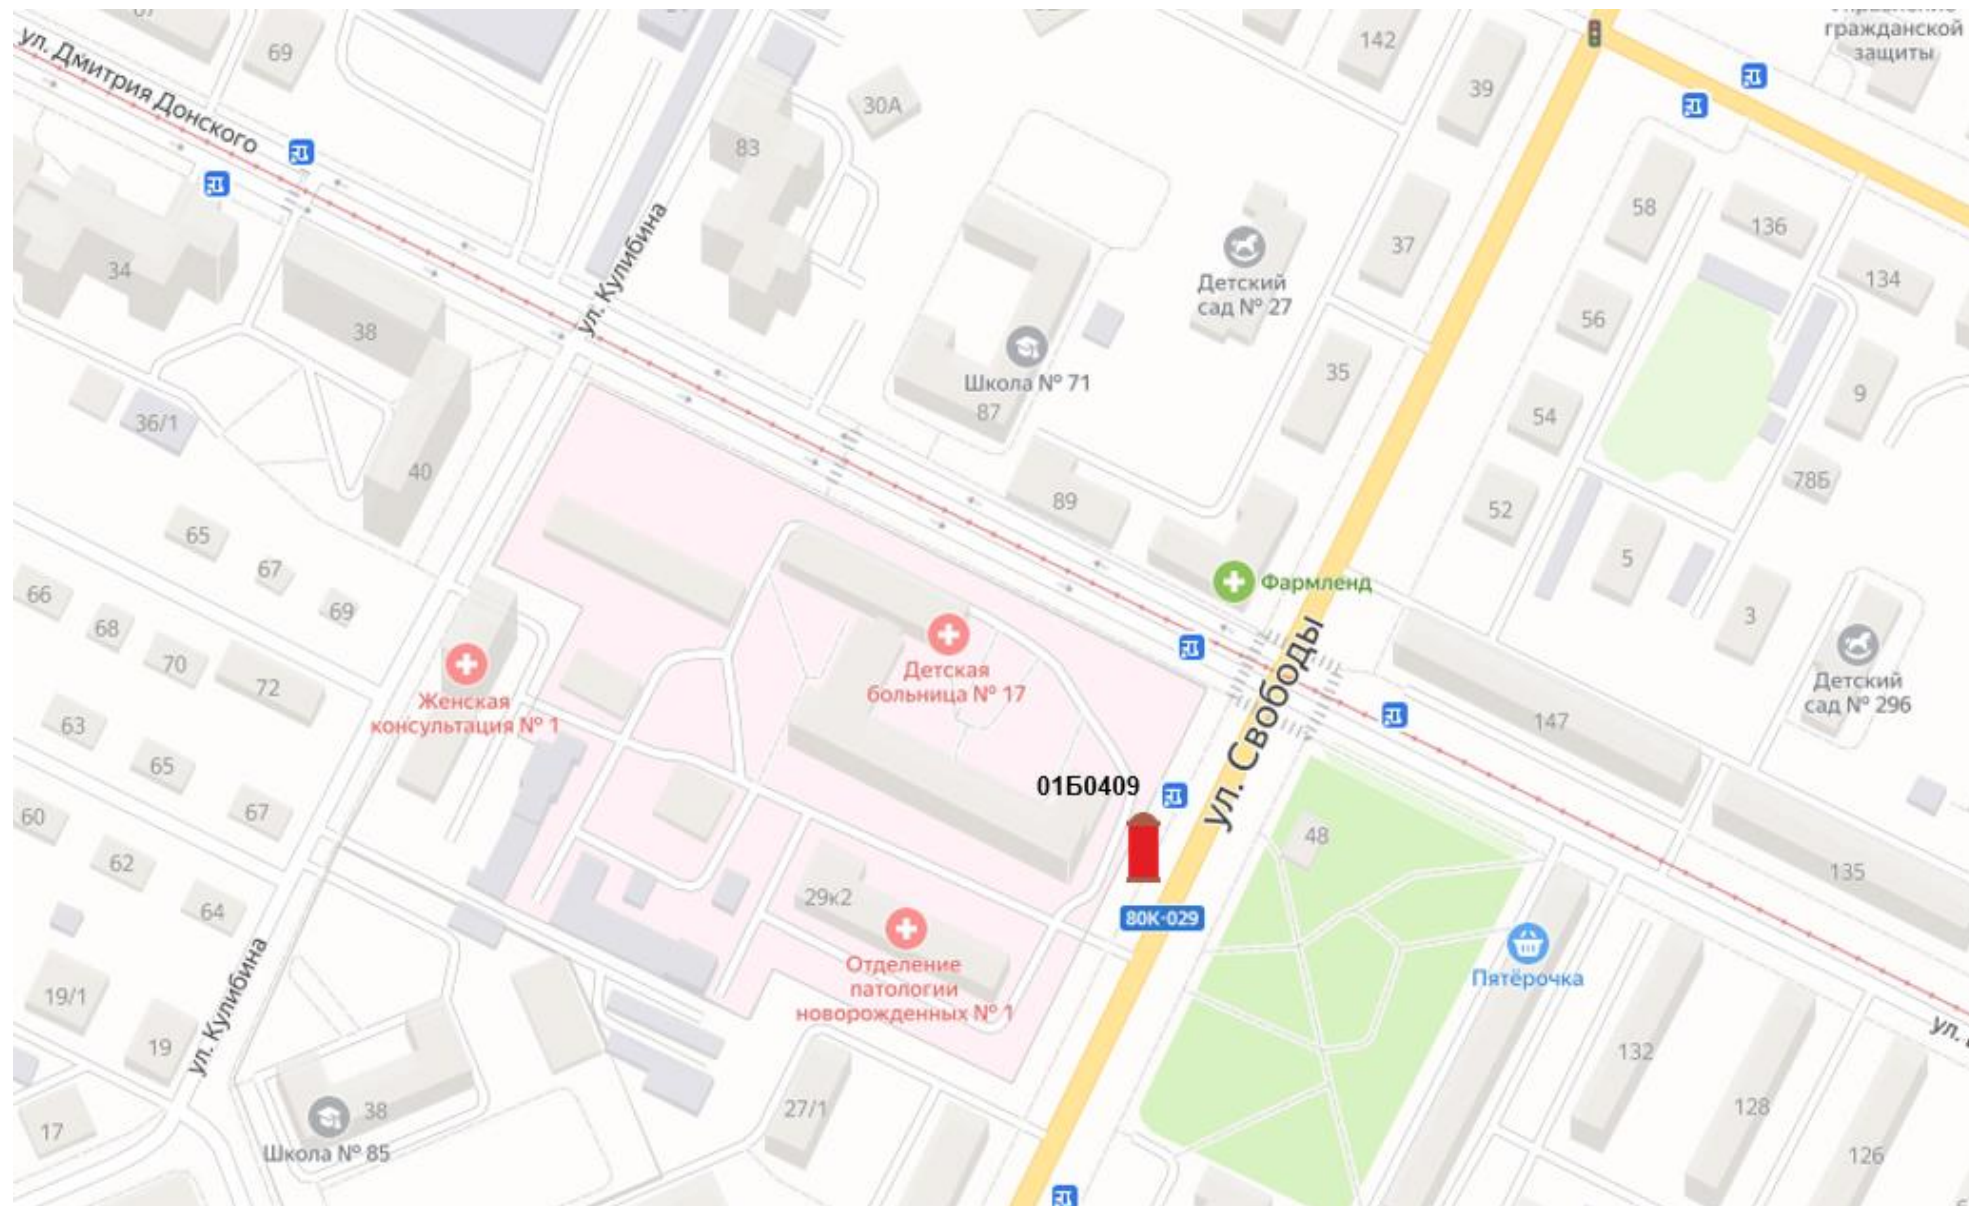 ул. Дмитрия Донского
69
142
39
Управление
гражданской
защиты
30А
83
34
38
ул. Кулибина
Детский
сад № 27
37
58
136
134
56
Школа № 71
87
35
54
9
36/1
40
89
52
78Б
65
67
69
5
66
68
70
72
Фармленд
3
Женская
консультация № 1
Детская
больница № 17
ул. Свободы
147
Детский
сад № 296
63
65
67
01Б0409
60
62
64
48
135
29к2
80К-029
Отделение
патологии
новорожденных № 1
Пятёрочка
19/1
19
ул. Кулибина
17
38
Школа № 85
27/1
132
128
126
ул.